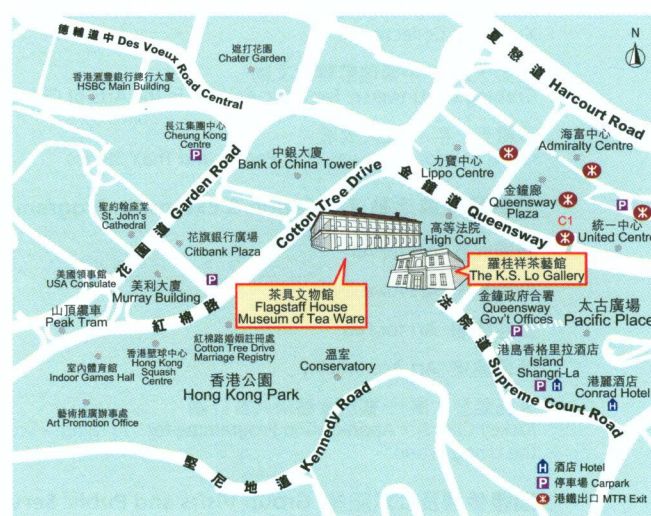 德輔道中 Des Voeux Road Central
遮打花園
Chater Garden
N
夏慤道 Harcourt Road
香港滙豐銀行總行大廈
HSBC Main Building
長江集團中心
Cheung Kong
Centre
P
中銀大廈
Bank of China Tower
力寶中心
Lippo Centre
海富中心
Admiralty Centre
花園道 Garden Road
Cotton Tree Drive
紅棉路
金鐘道 Queensway
金鐘廊
Queensway
Plaza
P
C1
聖約翰座堂
St. John's
Cathedral
花旗銀行廣場
Citibank Plaza
高等法院
High Court
統一中心
United Centre
美國領事館
USA Consulate
美利大廈
Murray Building
P
羅桂祥茶藝館
The K.S. Lo Gallery
茶具文物館
Flagstaff House
Museum of Tea Ware
山頂纜車
Peak Tram
金鐘政府合署
Queensway
Gov't Offices
P
太古廣場
Pacific Place
法院道 Supreme Court Road
紅棉路婚姻註冊處
Cotton Tree Drive
Marriage Registry
室內體育館
Indoor Games Hall
香港壁球中心
Hong Kong
Squash
Centre
溫室
Conservatory
港島香格里拉酒店
Island
Shangri-La
P H
港麗酒店
Conrad Hotel
H
香港公園
Hong Kong Park
藝術推廣辦事處
Art Promotion Office
堅尼地道 Kennedy Road
H 酒店 Hotel
P 停車場 Carpark
港鐵出口 MTR Exit